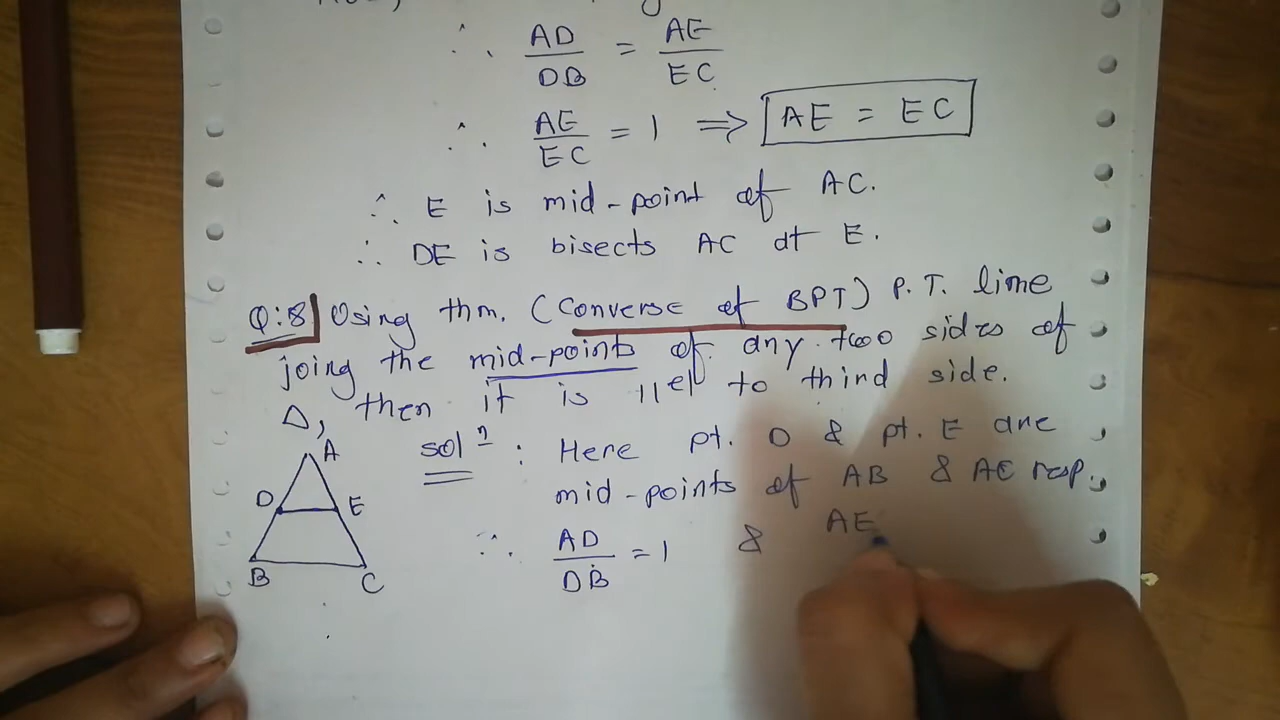 ∴ AD/DB = AE/EC
∴ AE/EC = 1 ⇒ AE = EC
∴ E is mid-point of AC.
∴ DE is bisects AC at E.
Q:8 Using thm. (Converse of BPT) P.T. line
joing the mid-points of any two sides of
Δ, then it is ||el to third side.
solⁿ : Here pt. D & pt. E are
mid-points of AB & AC resp.
∴ AD/DB = 1 & AE
A
D E
B C